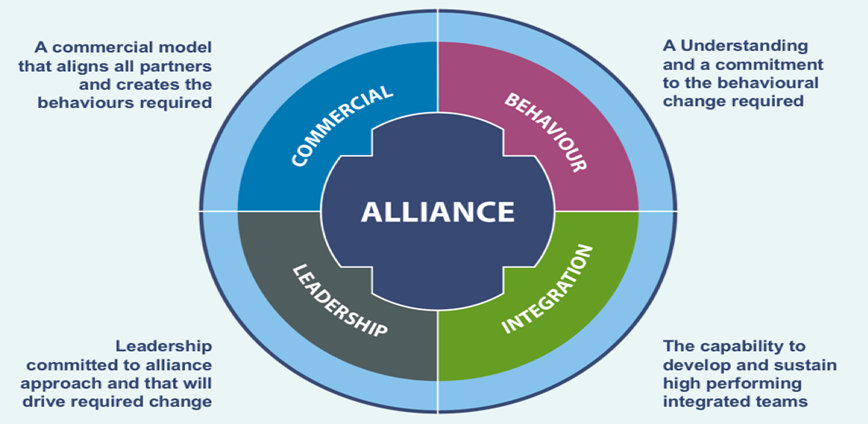 A commercial model
that aligns all partners
and creates the
behaviours required
A Understanding
and a commitment
to the behavioural
change required
COMMERCIAL
BEHAVIOUR
ALLIANCE
LEADERSHIP
INTEGRATION
Leadership
committed to alliance
approach and that will
drive required change
The capability to
develop and sustain
high performing
integrated teams